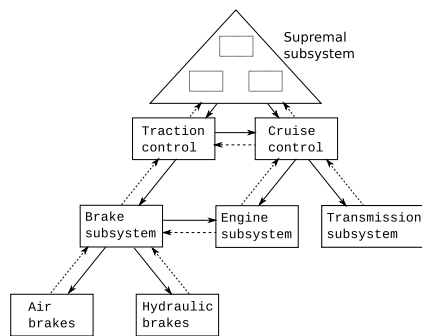 Supremal
subsystem
Traction
control
Cruise
control
Brake
subsystem
Engine
subsystem
Transmission
subsystem
Air
brakes
Hydraulic
brakes